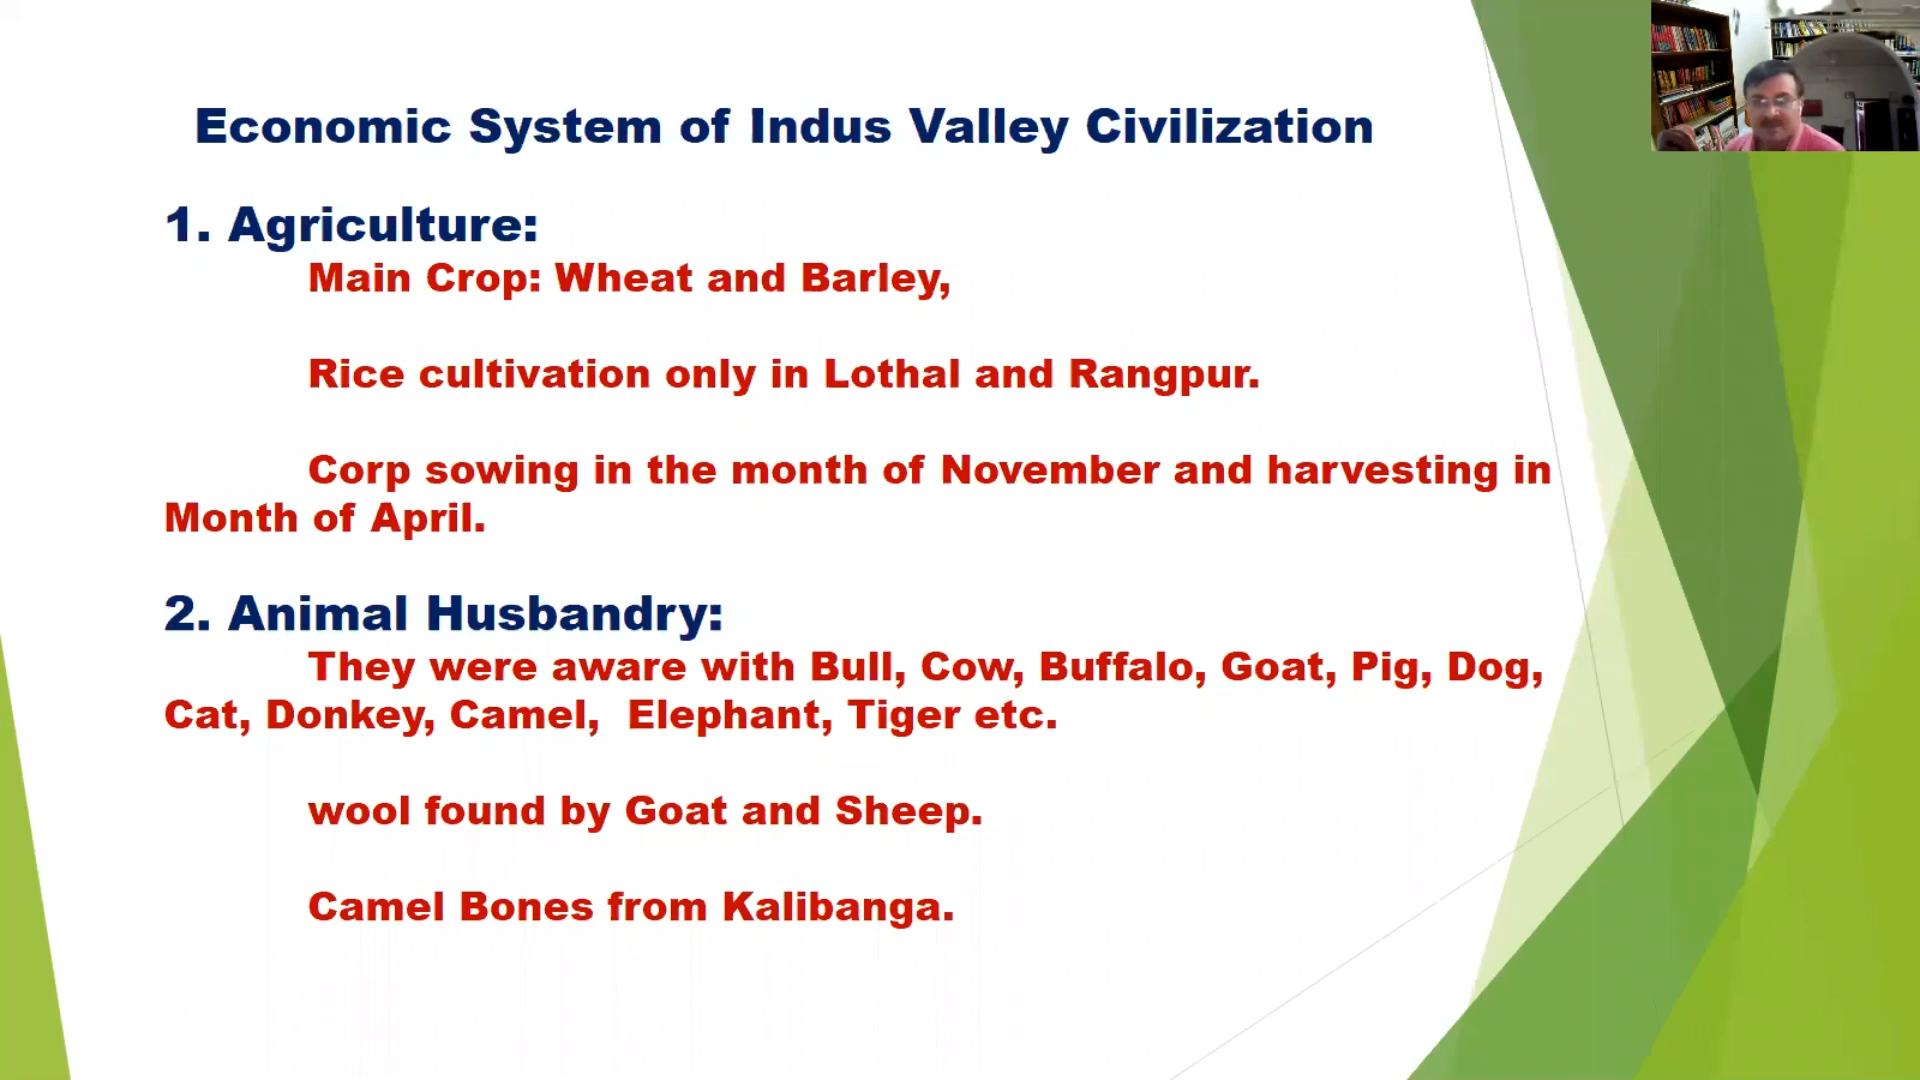 Economic System of Indus Valley Civilization
1. Agriculture:
Main Crop: Wheat and Barley,
Rice cultivation only in Lothal and Rangpur.
Corp sowing in the month of November and harvesting in
Month of April.
2. Animal Husbandry:
They were aware with Bull, Cow, Buffalo, Goat, Pig, Dog,
Cat, Donkey, Camel,  Elephant, Tiger etc.
wool found by Goat and Sheep.
Camel Bones from Kalibanga.